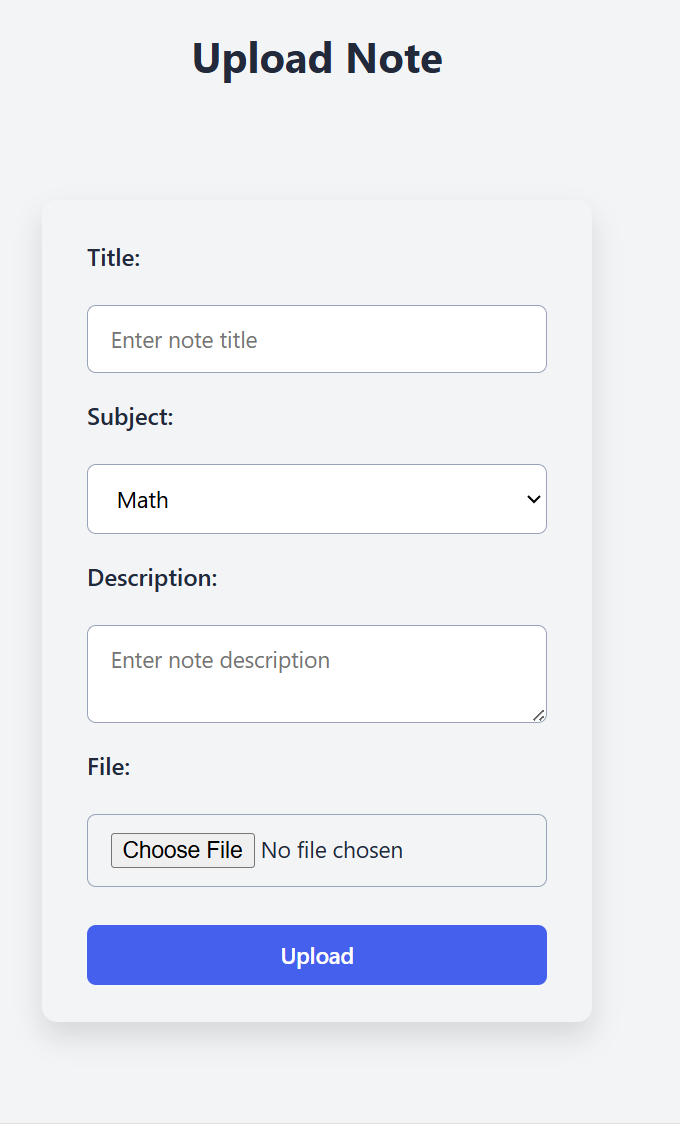 Upload Note
Title:
Enter note title
Subject:
Math
Description:
Enter note description
File:
Choose File No file chosen
Upload